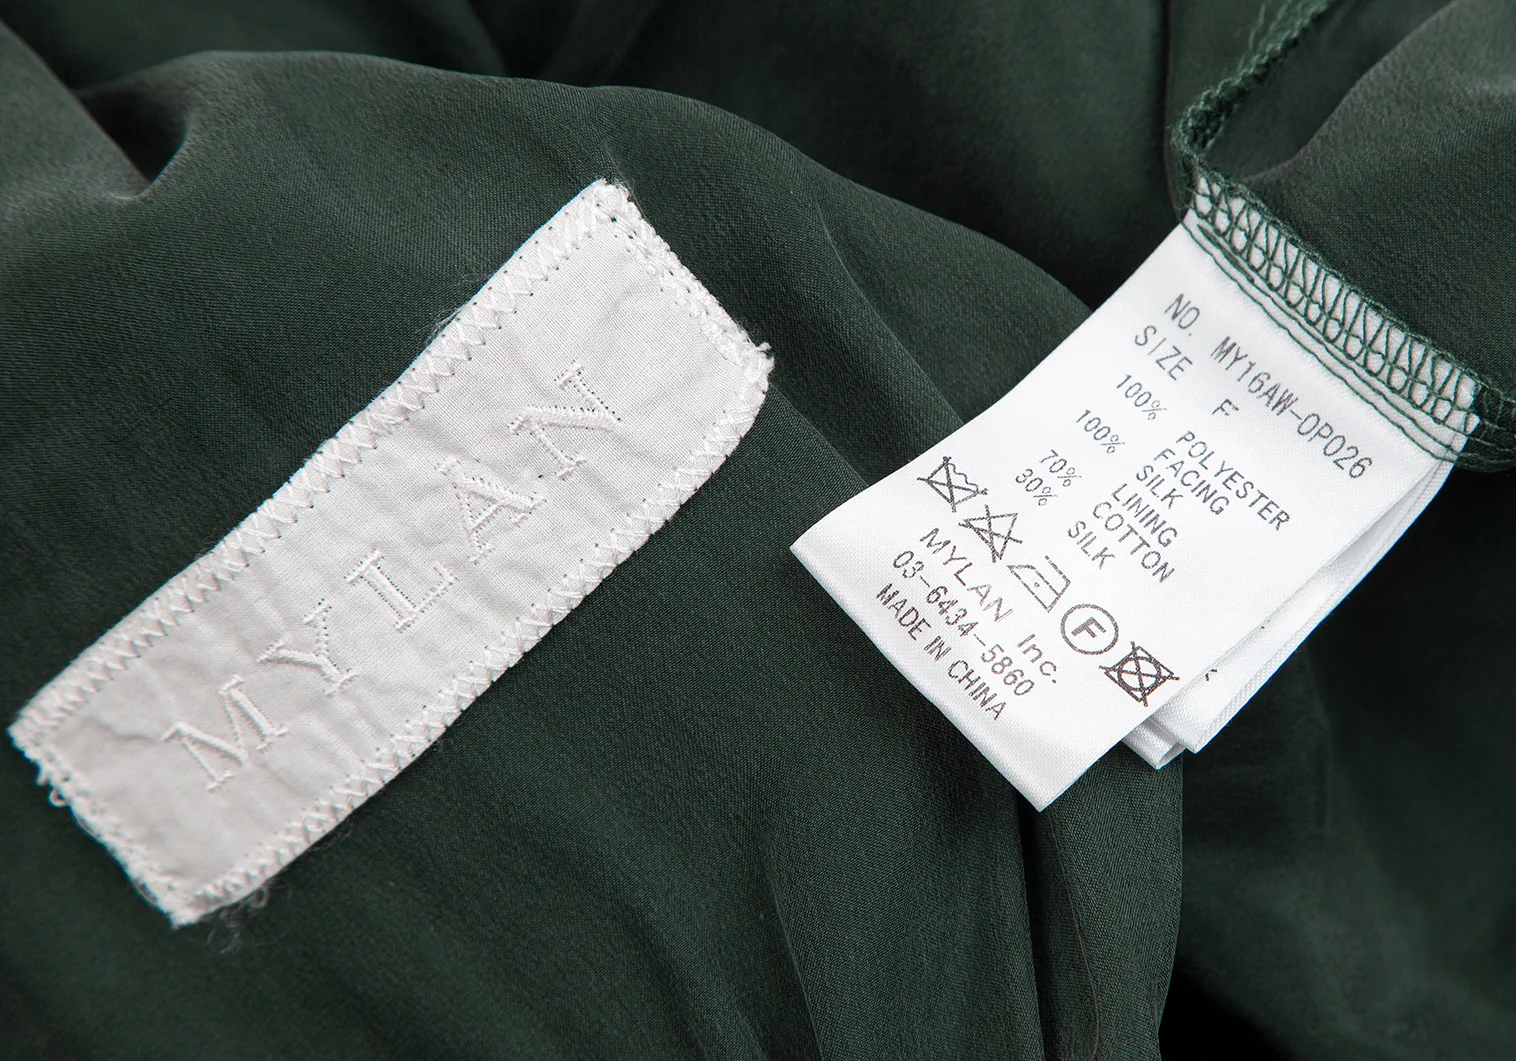 MYLAN
NO. MY16AW-OP026
SIZE F
100% POLYESTER
FACING
100% SILK
LINING
70% COTTON
30% SILK
F
MYLAN Inc.
03-6434-5860
MADE IN CHINA